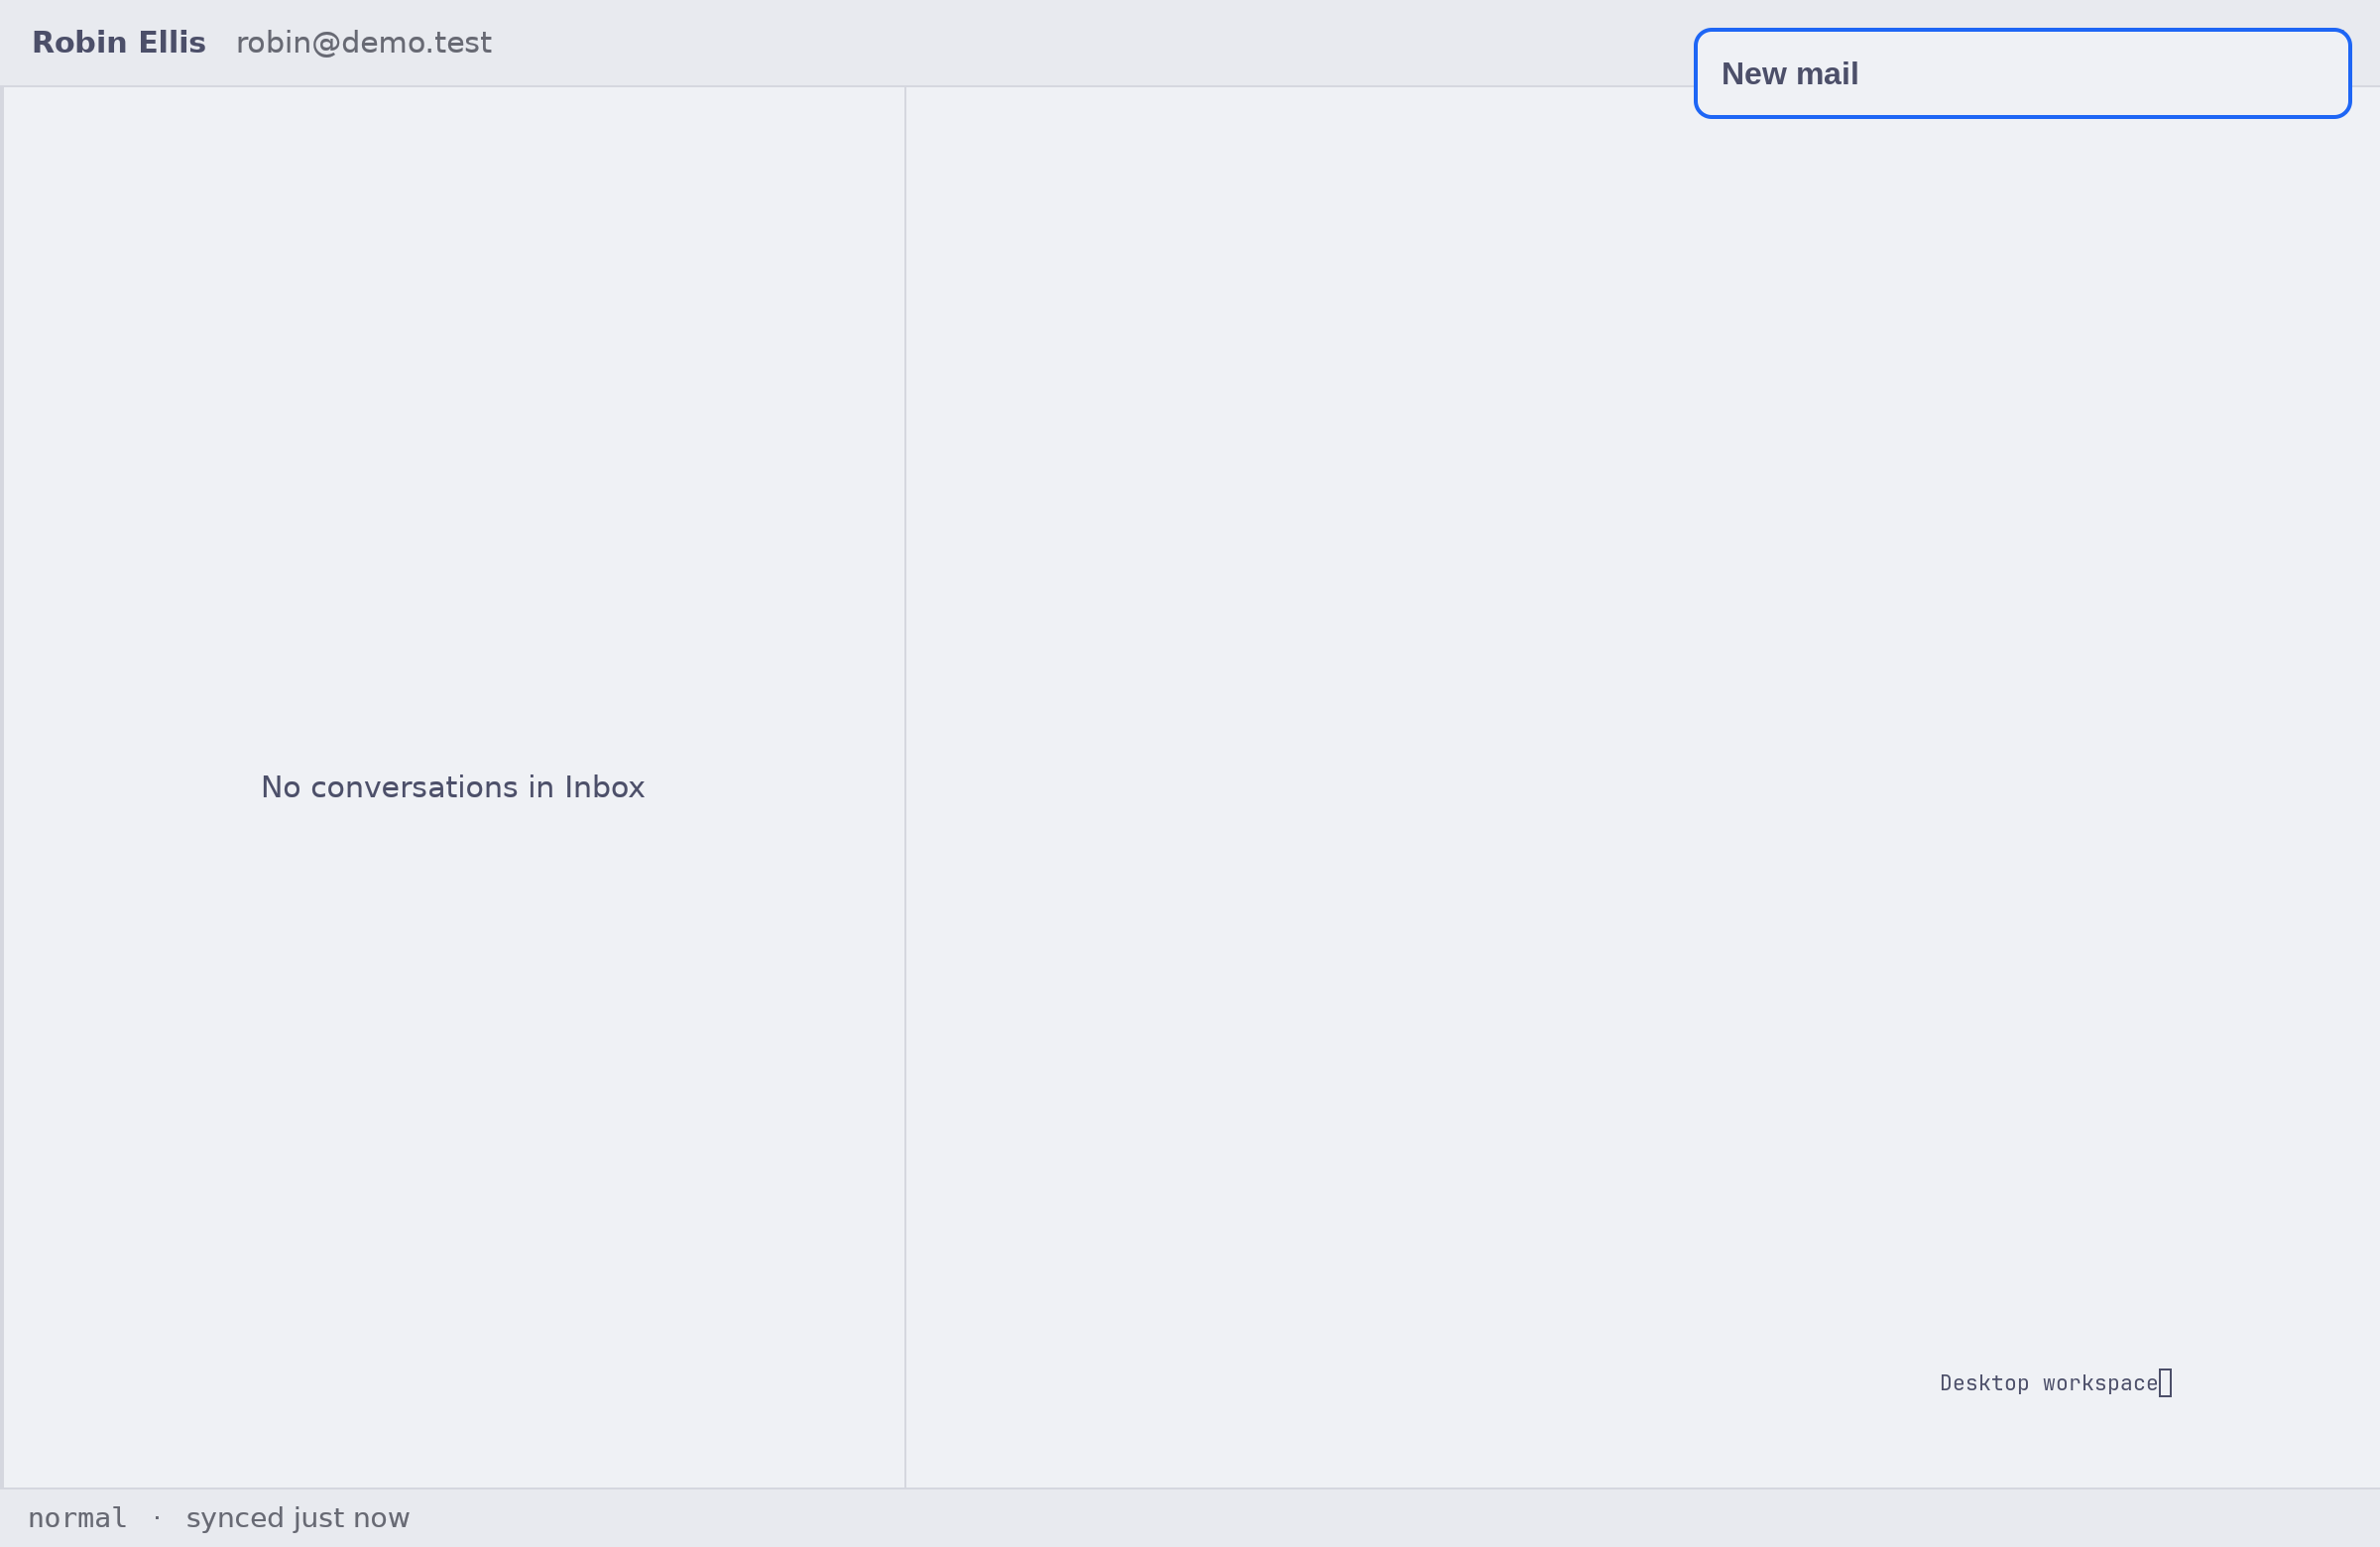 Robin Ellis robin@demo.test
New mail
No conversations in Inbox
Desktop workspace
normal · synced just now